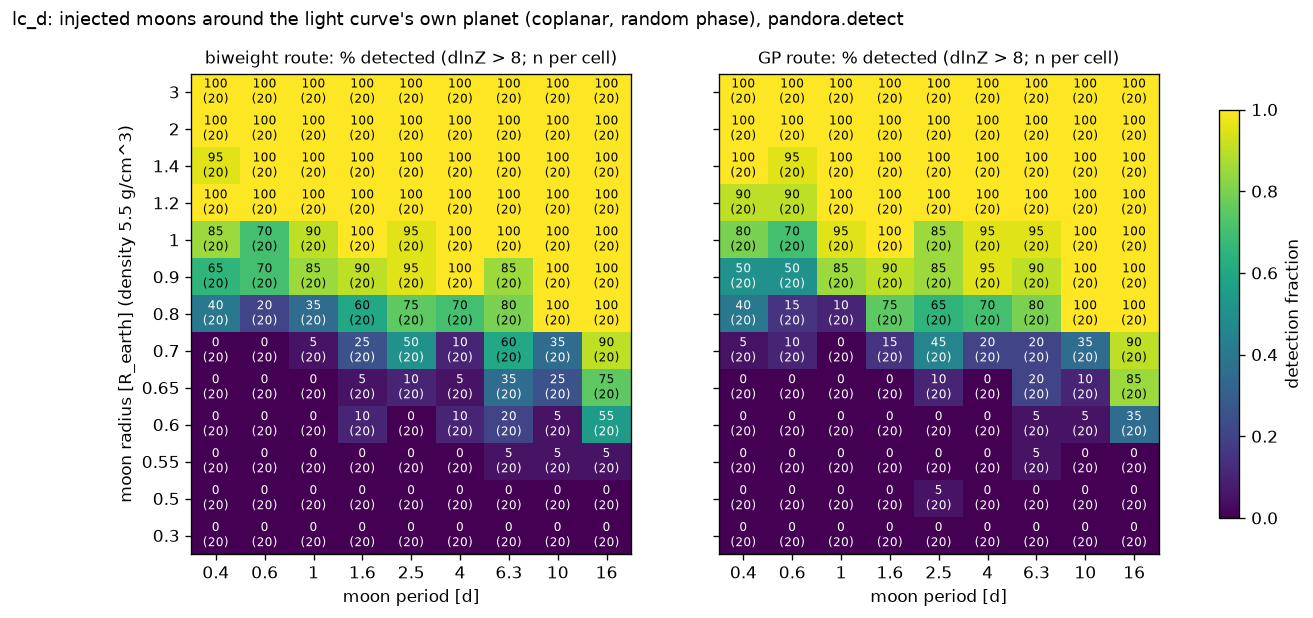 lc_d: injected moons around the light curve's own planet (coplanar, random phase), pandora.detect
biweight route: % detected (dlnZ > 8; n per cell)
GP route: % detected (dlnZ > 8; n per cell)
moon radius [R_earth] (density 5.5 g/cm^3)
3 100 100 100 100 100 100 100 100 100 100 100 100 100 100 100 100 100 100
(20) (20) (20) (20) (20) (20) (20) (20) (20) (20) (20) (20) (20) (20) (20) (20) (20) (20)
2 100 100 100 100 100 100 100 100 100 100 100 100 100 100 100 100 100 100
(20) (20) (20) (20) (20) (20) (20) (20) (20) (20) (20) (20) (20) (20) (20) (20) (20) (20)
1.4 95 100 100 100 100 100 100 100 100 100 95 100 100 100 100 100 100 100
(20) (20) (20) (20) (20) (20) (20) (20) (20) (20) (20) (20) (20) (20) (20) (20) (20) (20)
1.2 100 100 100 100 100 100 100 100 100 90 90 100 100 100 100 100 100 100
(20) (20) (20) (20) (20) (20) (20) (20) (20) (20) (20) (20) (20) (20) (20) (20) (20) (20)
1 85 70 90 100 95 100 100 100 100 80 70 95 100 85 95 95 100 100
(20) (20) (20) (20) (20) (20) (20) (20) (20) (20) (20) (20) (20) (20) (20) (20) (20) (20)
0.9 65 70 85 90 95 100 85 100 100 50 50 85 90 85 95 90 100 100
(20) (20) (20) (20) (20) (20) (20) (20) (20) (20) (20) (20) (20) (20) (20) (20) (20) (20)
0.8 40 20 35 60 75 70 80 100 100 40 15 10 75 65 70 80 100 100
(20) (20) (20) (20) (20) (20) (20) (20) (20) (20) (20) (20) (20) (20) (20) (20) (20) (20)
0.7 0 0 5 25 50 10 60 35 90 5 10 0 15 45 20 20 35 90
(20) (20) (20) (20) (20) (20) (20) (20) (20) (20) (20) (20) (20) (20) (20) (20) (20) (20)
0.65 0 0 0 5 10 5 35 25 75 0 0 0 0 10 0 20 10 85
(20) (20) (20) (20) (20) (20) (20) (20) (20) (20) (20) (20) (20) (20) (20) (20) (20) (20)
0.6 0 0 0 10 0 10 20 5 55 0 0 0 0 0 0 5 5 35
(20) (20) (20) (20) (20) (20) (20) (20) (20) (20) (20) (20) (20) (20) (20) (20) (20) (20)
0.55 0 0 0 0 0 0 5 5 5 0 0 0 0 0 0 5 0 0
(20) (20) (20) (20) (20) (20) (20) (20) (20) (20) (20) (20) (20) (20) (20) (20) (20) (20)
0.5 0 0 0 0 0 0 0 0 0 0 0 0 0 5 0 0 0 0
(20) (20) (20) (20) (20) (20) (20) (20) (20) (20) (20) (20) (20) (20) (20) (20) (20) (20)
0.3 0 0 0 0 0 0 0 0 0 0 0 0 0 0 0 0 0 0
(20) (20) (20) (20) (20) (20) (20) (20) (20) (20) (20) (20) (20) (20) (20) (20) (20) (20)
0.4 0.6 1 1.6 2.5 4 6.3 10 16
0.4 0.6 1 1.6 2.5 4 6.3 10 16
moon period [d]
moon period [d]
1.0
0.8
0.6
0.4
0.2
0.0
detection fraction